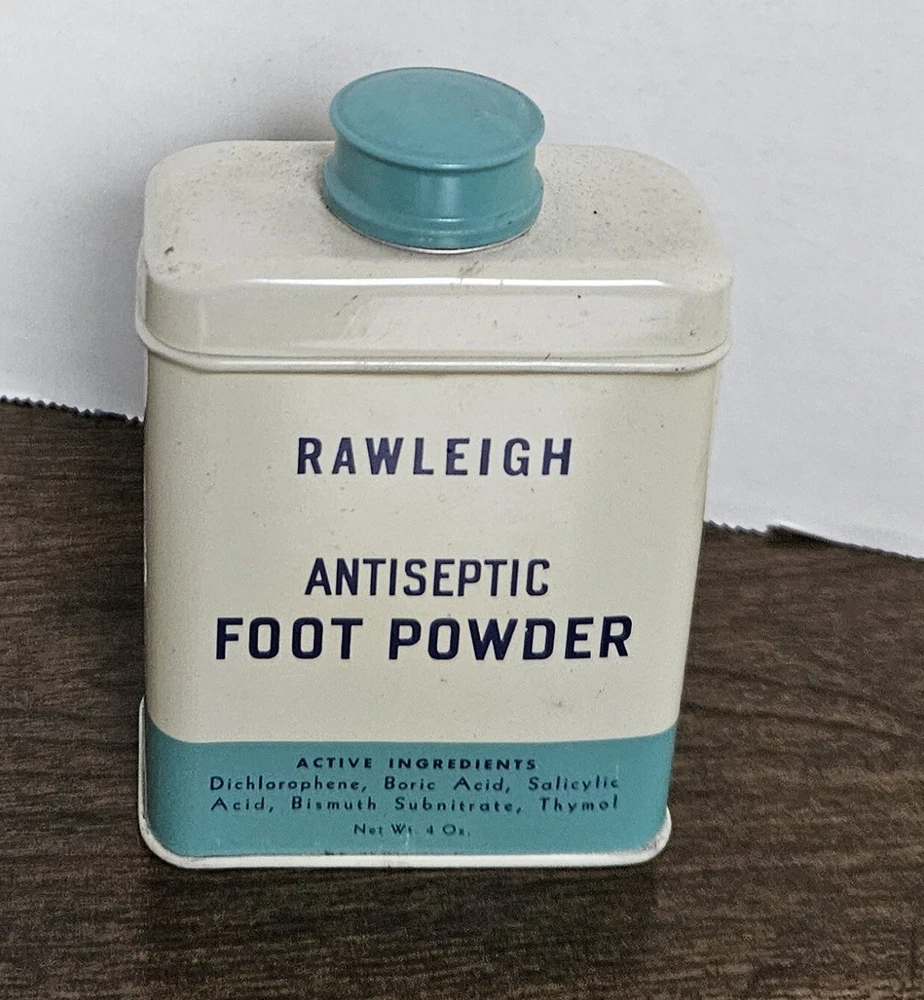 RAWLEIGH
ANTISEPTIC
FOOT POWDER
ACTIVE INGREDIENTS
Dichlorophene, Boric Acid, Salicylic
Acid, Bismuth Subnitrate, Thymol
Net Wt. 4 Oz.